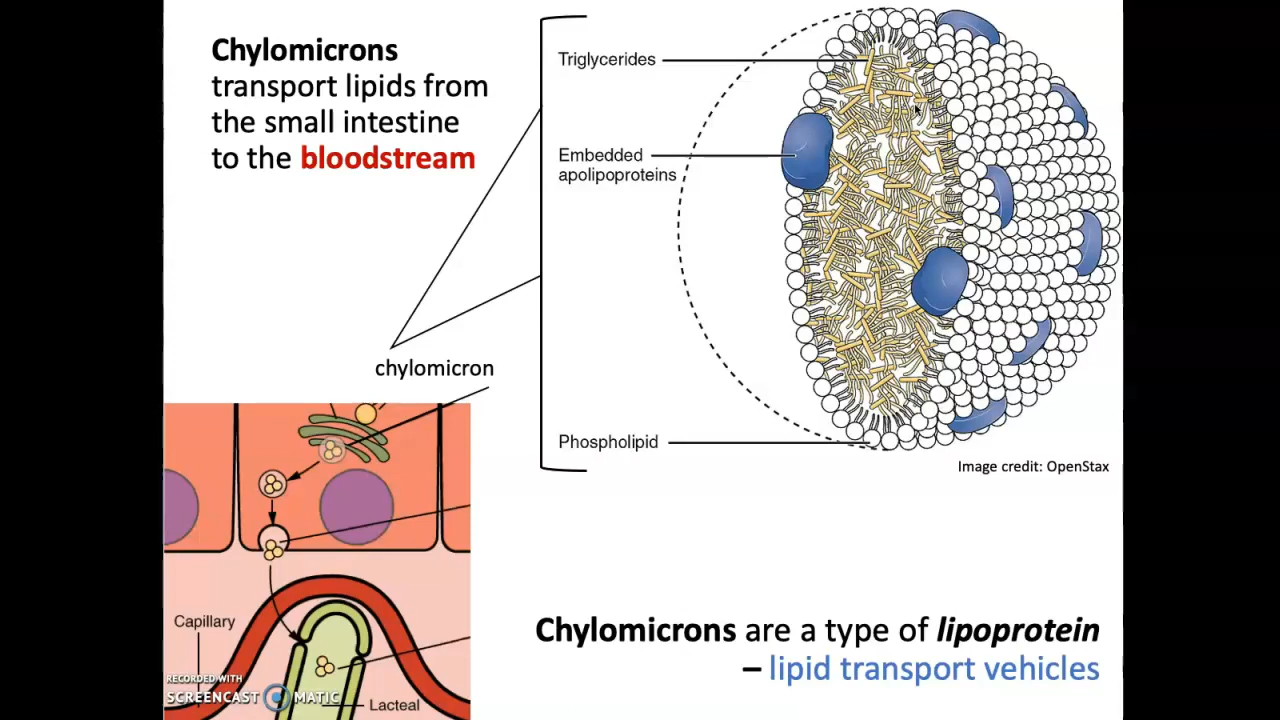 Chylomicrons
transport lipids from
the small intestine
to the bloodstream
Triglycerides
Embedded
apolipoproteins
chylomicron
Phospholipid
Image credit: OpenStax
Capillary
Lacteal
RECORDED WITH
SCREENCAST MATIC
Chylomicrons are a type of lipoprotein
– lipid transport vehicles